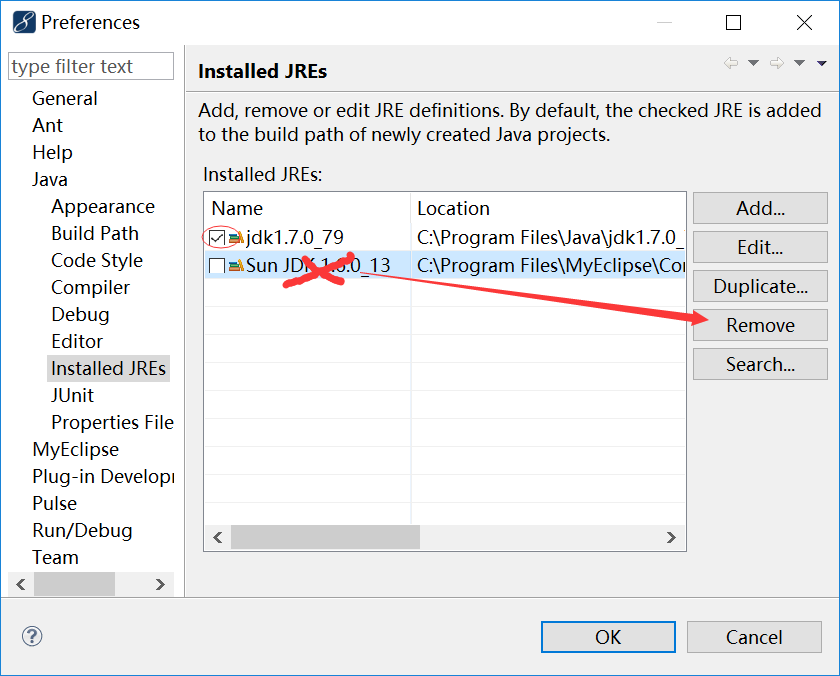 Preferences
type filter text
General
Ant
Help
Java
Appearance
Build Path
Code Style
Compiler
Debug
Editor
Installed JREs
JUnit
Properties File
MyEclipse
Plug-in Develop
Pulse
Run/Debug
Team
Installed JREs
Add, remove or edit JRE definitions. By default, the checked JRE is added
to the build path of newly created Java projects.
Installed JREs:
Name Location
jdk1.7.0_79 C:\Program Files\Java\jdk1.7.0_
Sun JDK 1.6.0_13 C:\Program Files\MyEclipse\Co
Add...
Edit...
Duplicate...
Remove
Search...
OK
Cancel